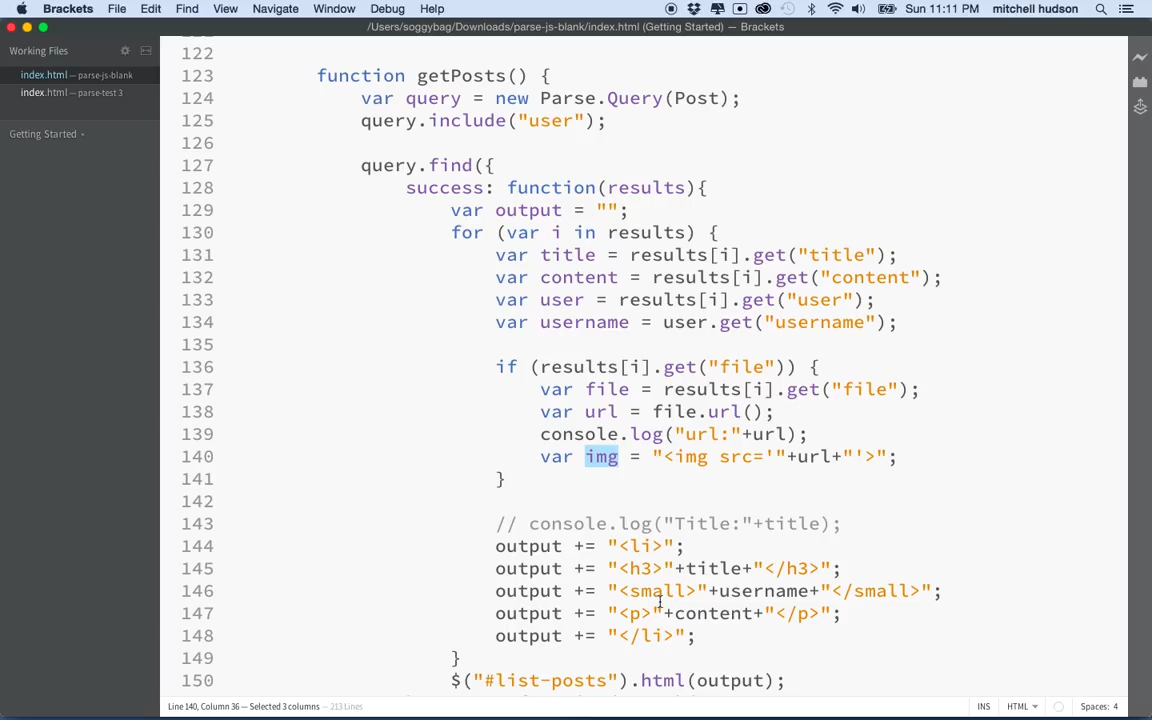 Brackets File Edit Find View Navigate Window Debug Help Sun 11:11 PM mitchell hudson
/Users/soggybag/Downloads/parse-js-blank/index.html (Getting Started) — Brackets
Working Files
index.html — parse-js-blank
index.html — parse-test 3
Getting Started
122
123 function getPosts() {
124 var query = new Parse.Query(Post);
125 query.include("user");
126
127 query.find({
128 success: function(results){
129 var output = "";
130 for (var i in results) {
131 var title = results[i].get("title");
132 var content = results[i].get("content");
133 var user = results[i].get("user");
134 var username = user.get("username");
135
136 if (results[i].get("file")) {
137 var file = results[i].get("file");
138 var url = file.url();
139 console.log("url:"+url);
140 var img = "<img src='"+url+"'>";
141 }
142
143 // console.log("Title:"+title);
144 output += "<li>";
145 output += "<h3>"+title+"</h3>";
146 output += "<small>"+username+"</small>";
147 output += "<p>"+content+"</p>";
148 output += "</li>";
149 }
150 $("#list-posts").html(output);
Line 140, Column 36 — Selected 3 columns — 213 Lines INS HTML Spaces: 4